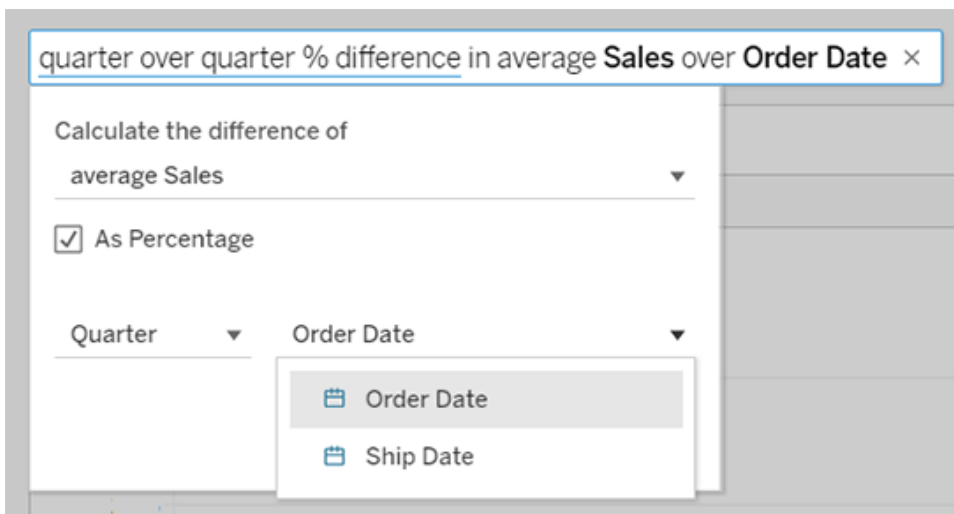 quarter over quarter % difference in average Sales over Order Date ×
Calculate the difference of
average Sales
As Percentage
Quarter
Order Date
Order Date
Ship Date